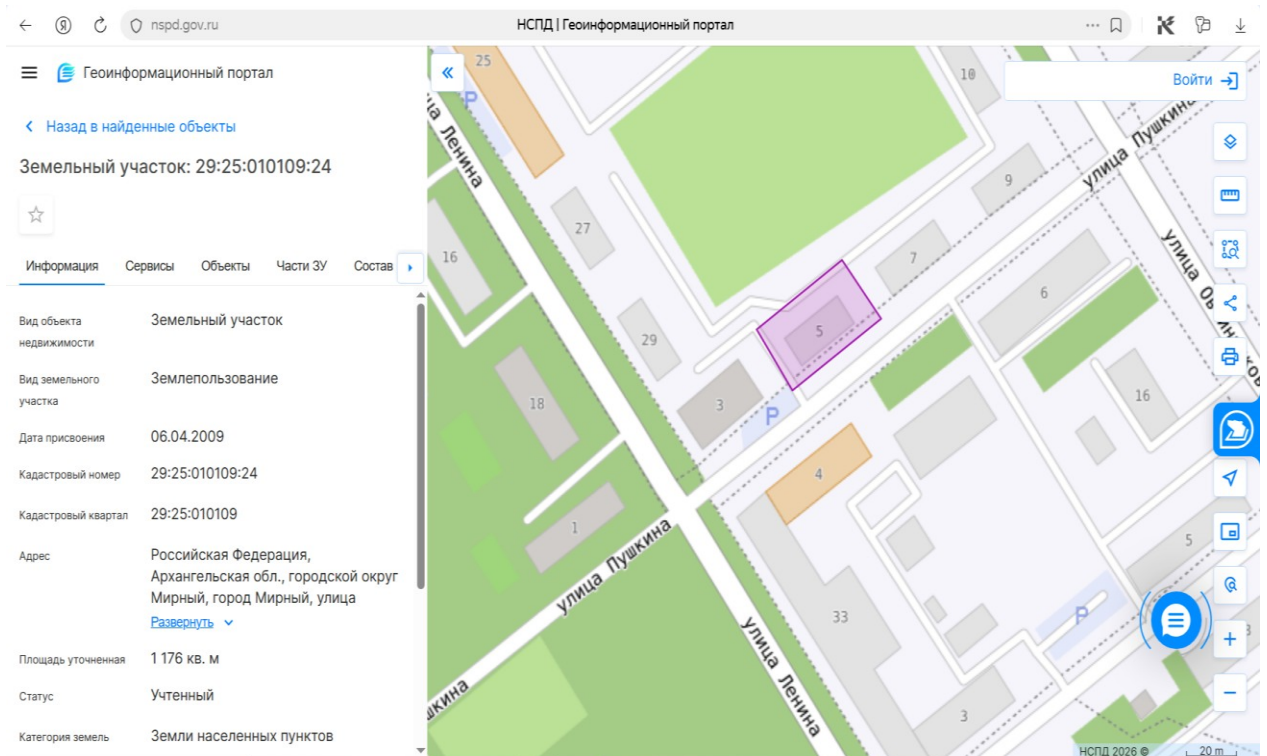 nspd.gov.ru
НСПД | Геоинформационный портал
Геоинформационный портал
Войти
Назад в найденные объекты
Земельный участок: 29:25:010109:24
Информация Сервисы Объекты Части ЗУ Состав
Вид объекта недвижимости
Земельный участок
Вид земельного участка
Землепользование
Дата присвоения
06.04.2009
Кадастровый номер
29:25:010109:24
Кадастровый квартал
29:25:010109
Адрес
Российская Федерация,
Архангельская обл., городской округ
Мирный, город Мирный, улица
Развернуть
Площадь уточненная
1 176 кв. м
Статус
Учтенный
Категория земель
Земли населенных пунктов
25
P
10
улица Пушкина
9
27
16
7
6
улица Ленина
5
29
16
18
3
P
4
1
5
улица Пушкина
33
P
3
улица Ленина
НСПД 2026 ©
20 m